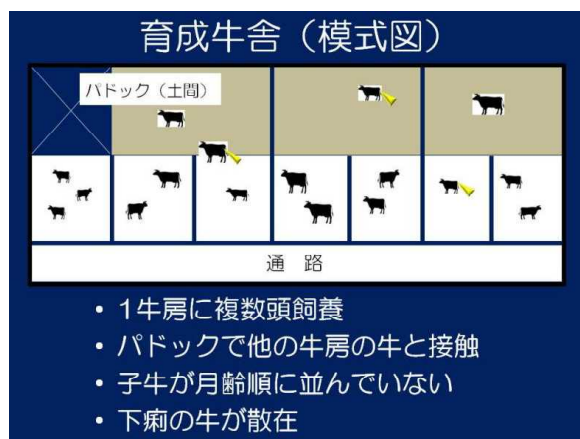 育成牛舎（模式図）
パドック（土間）
通 路
• 1牛房に複数頭飼養
• パドックで他の牛房の牛と接触
• 子牛が月齢順に並んでいない
• 下痢の牛が散在